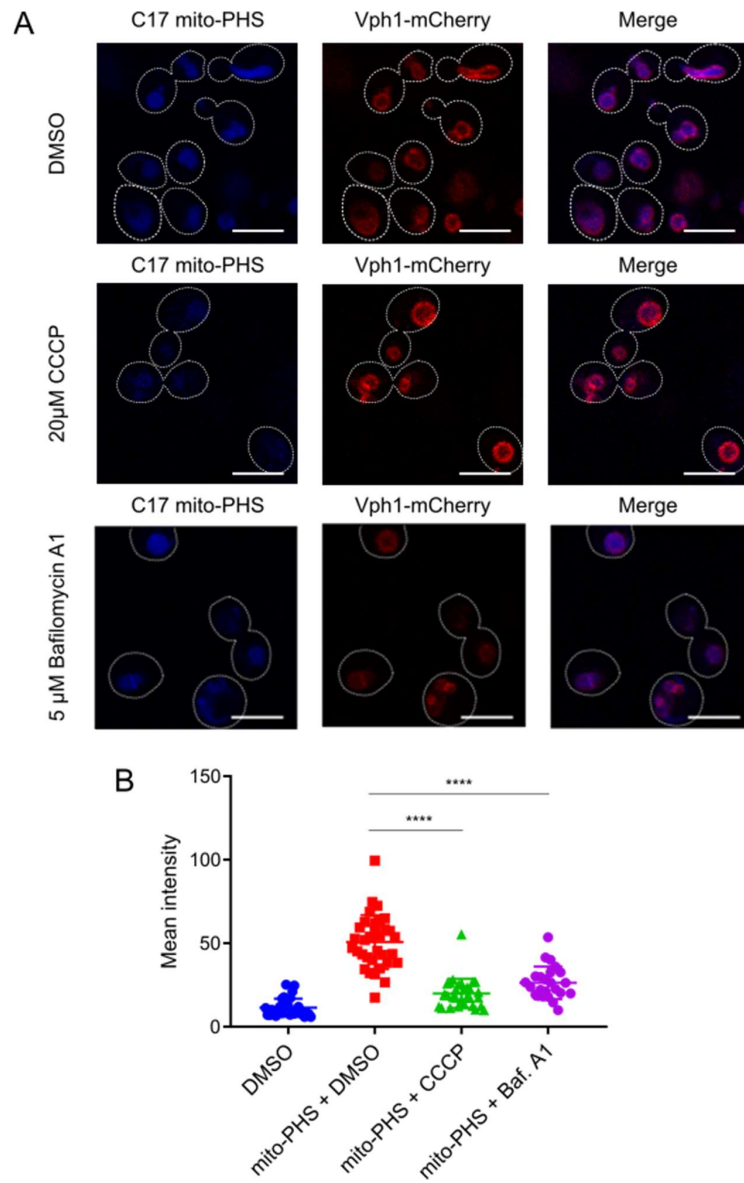 A
C17 mito-PHS Vph1-mCherry Merge
DMSO
C17 mito-PHS Vph1-mCherry Merge
20μM CCCP
C17 mito-PHS Vph1-mCherry Merge
5 μM Bafilomycin A1
B
150
100
50
0
Mean intensity
****
****
DMSO
mito-PHS + DMSO
mito-PHS + CCCP
mito-PHS + Baf. A1